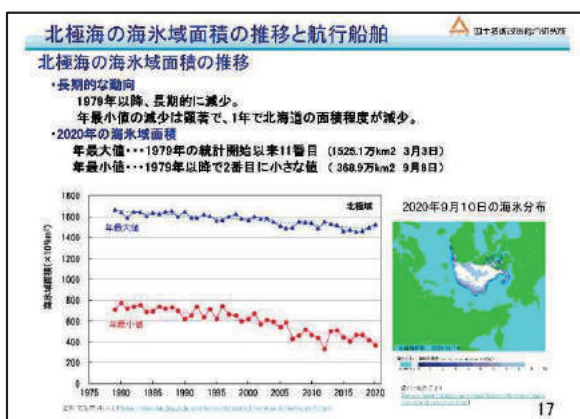 北極海の海氷域面積の推移と航行船舶
北極海の海氷域面積の推移
・長期的な動向
1979年以降、長期的に減少。
年最小値の減少は顕著で、1年で北海道の面積程度が減少。
・2020年の海氷域面積
年最大値・・・1979年の統計開始以来11番目 (1525.1万km2 3月3日)
年最小値・・・1979年以降で2番目に小さな値 (368.9万km2 9月8日)
1800
1600
1400
1200
1000
800
600
400
200
0
海氷域面積(×10⁴km²)
北極域
年最大値
年最小値
1975 1980 1985 1990 1995 2000 2005 2010 2015 2020
2020年9月10日の海氷分布
17